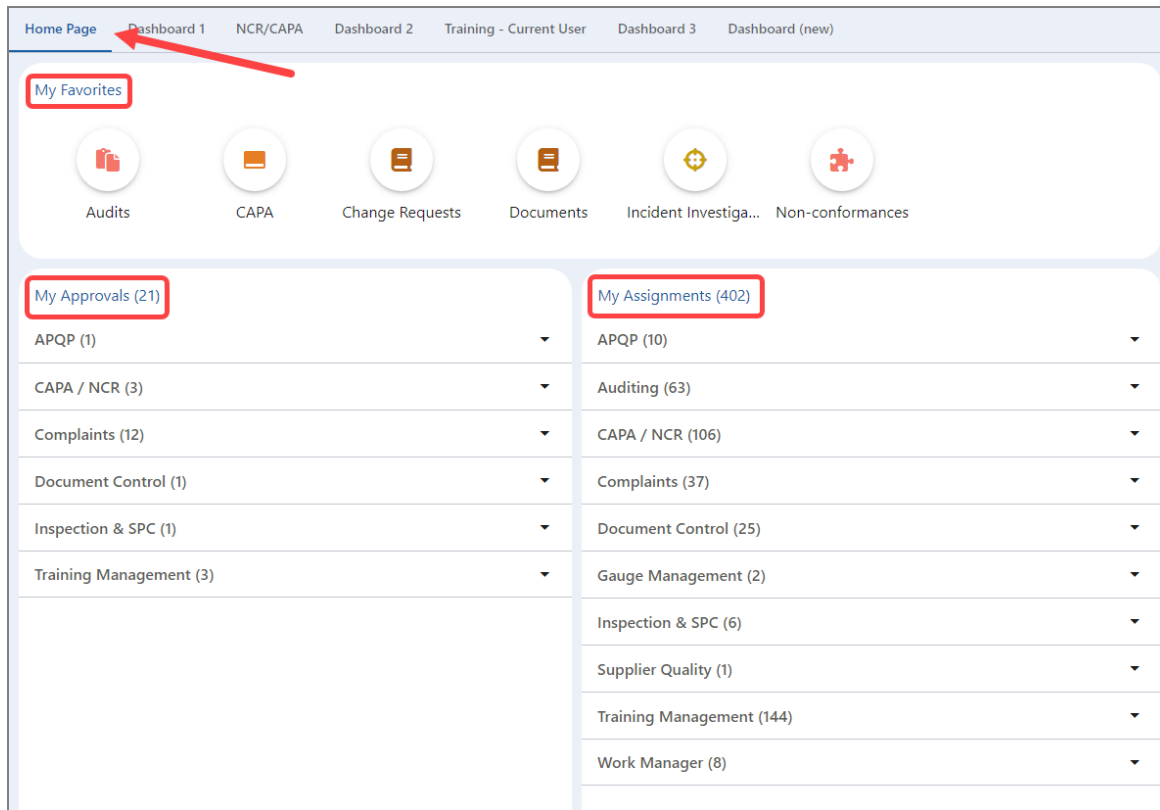 Home Page Dashboard 1 NCR/CAPA Dashboard 2 Training - Current User Dashboard 3 Dashboard (new)
My Favorites
Audits CAPA Change Requests Documents Incident Investiga... Non-conformances
My Approvals (21)
APQP (1)
CAPA / NCR (3)
Complaints (12)
Document Control (1)
Inspection & SPC (1)
Training Management (3)
My Assignments (402)
APQP (10)
Auditing (63)
CAPA / NCR (106)
Complaints (37)
Document Control (25)
Gauge Management (2)
Inspection & SPC (6)
Supplier Quality (1)
Training Management (144)
Work Manager (8)